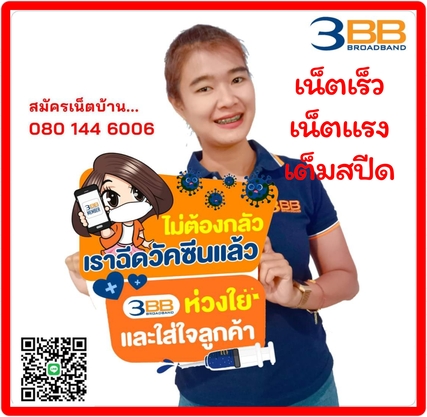 3BB
BROADBAND
เน็ตเร็ว
เน็ตแรง
เต็มสปีด
สมัครเน็ตบ้าน...
080 144 6006
3BB
MEMBER
ไม่ต้องกลัว
เราฉีดวัคซีนแล้ว
3BB
BROADBAND
ห่วงใย
และใส่ใจลูกค้า
3BB